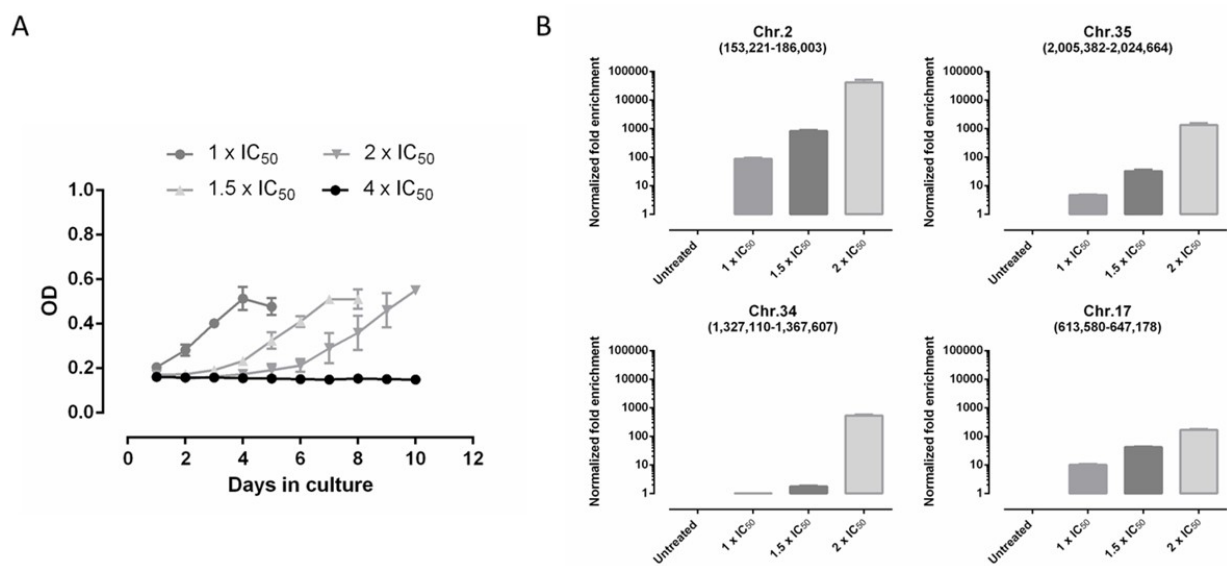 A
1 x IC50
2 x IC50
1.5 x IC50
4 x IC50
1.0
0.8
0.6
0.4
0.2
0.0
OD
0 2 4 6 8 10 12
Days in culture
B
Chr.2
(153,221-186,003)
Normalized fold enrichment
100000
10000
1000
100
10
1
Untreated
1 x IC50
1.5 x IC50
2 x IC50
Chr.35
(2,005,382-2,024,664)
Normalized fold enrichment
100000
10000
1000
100
10
1
Untreated
1 x IC50
1.5 x IC50
2 x IC50
Chr.34
(1,327,110-1,367,607)
Normalized fold enrichment
100000
10000
1000
100
10
1
Untreated
1 x IC50
1.5 x IC50
2 x IC50
Chr.17
(613,580-647,178)
Normalized fold enrichment
100000
10000
1000
100
10
1
Untreated
1 x IC50
1.5 x IC50
2 x IC50